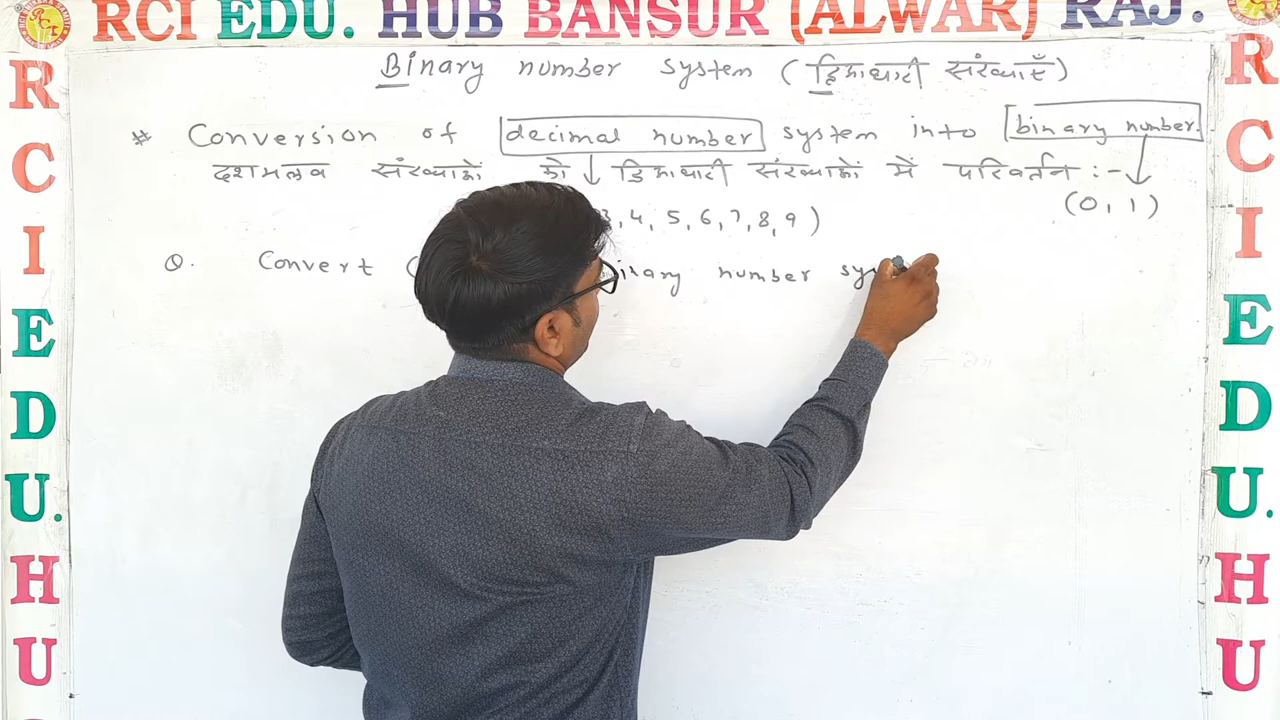 RCI EDU. HUB BANSUR (ALWAR) RAJ.
Binary number system (द्विआधारी संख्याएँ)
# Conversion of decimal number system into binary number.
दशमलव संख्याओं को द्विआधारी संख्याओं में परिवर्तन :-
(0, 1)
3, 4, 5, 6, 7, 8, 9 )
Q. Convert ( inary number sy
R C I E D U. H U
R C I E D U. H U